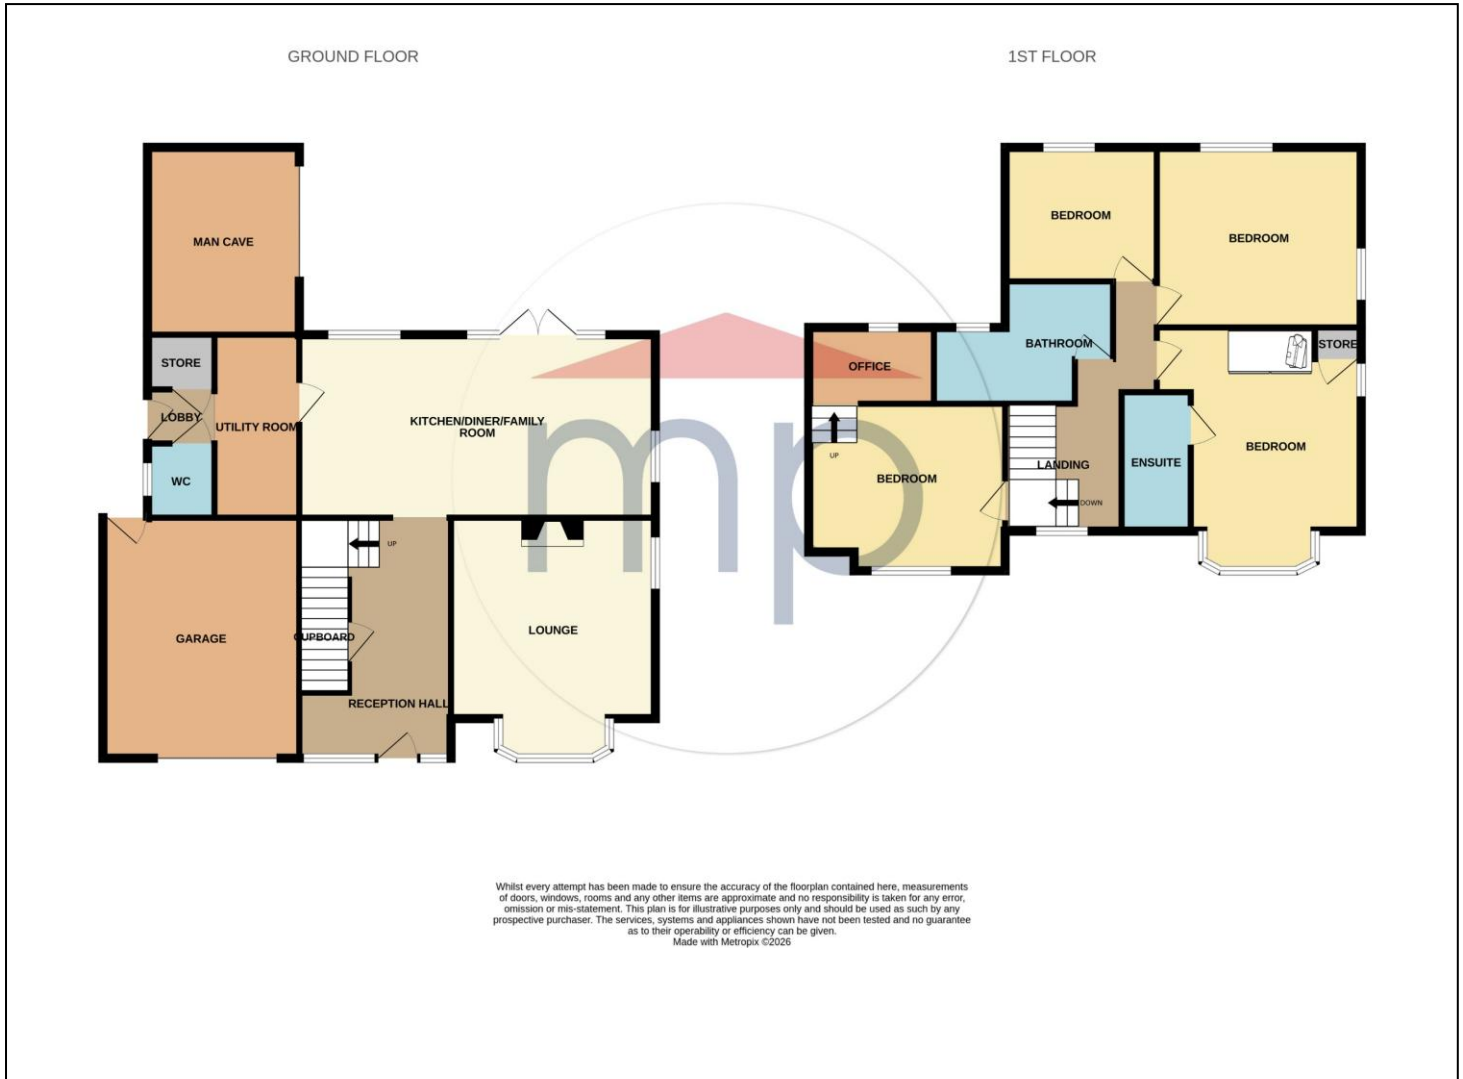 GROUND FLOOR
1ST FLOOR
MAN CAVE
STORE
LOBBY
UTILITY ROOM
WC
KITCHEN/DINER/FAMILY
ROOM
UP
GARAGE
CUPBOARD
LOUNGE
RECEPTION HALL
BEDROOM
BEDROOM
BATHROOM
STORE
OFFICE
UP
BEDROOM
LANDING
DOWN
ENSUITE
BEDROOM
mp
Whilst every attempt has been made to ensure the accuracy of the floorplan contained here, measurements
of doors, windows, rooms and any other items are approximate and no responsibility is taken for any error,
omission or mis-statement. This plan is for illustrative purposes only and should be used as such by any
prospective purchaser. The services, systems and appliances shown have not been tested and no guarantee
as to their operability or efficiency can be given.
Made with Metropix ©2026